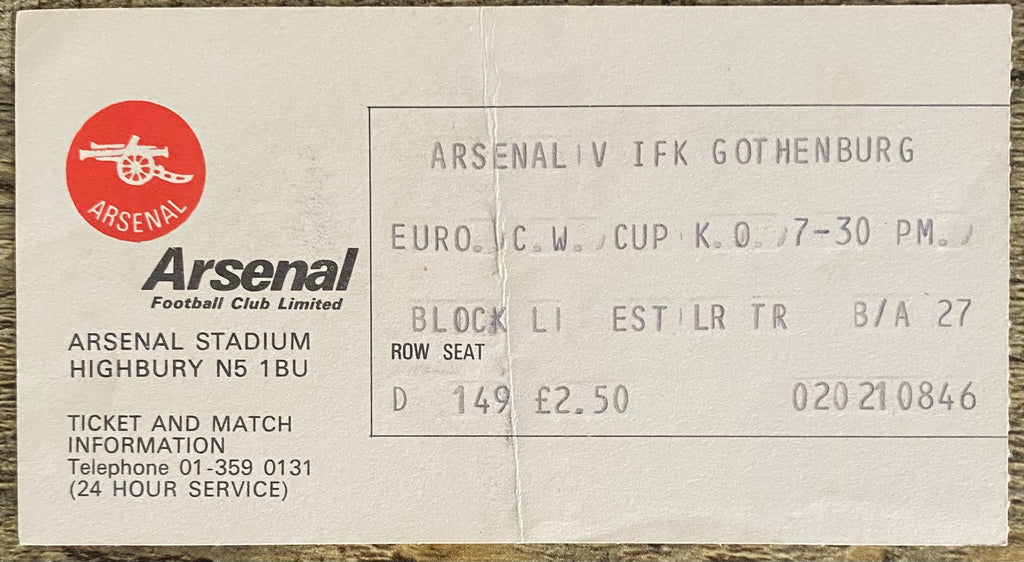 ARSENAL
Arsenal
Football Club Limited
ARSENAL STADIUM
HIGHBURY N5 1BU
TICKET AND MATCH
INFORMATION
Telephone 01-359 0131
(24 HOUR SERVICE)
ARSENAL V IFK GOTHENBURG
EURO. C.W. CUP K.O. 7-30 PM.
BLOCK LI EST LR TR B/A 27
ROW SEAT
D 149 £2.50 020210846